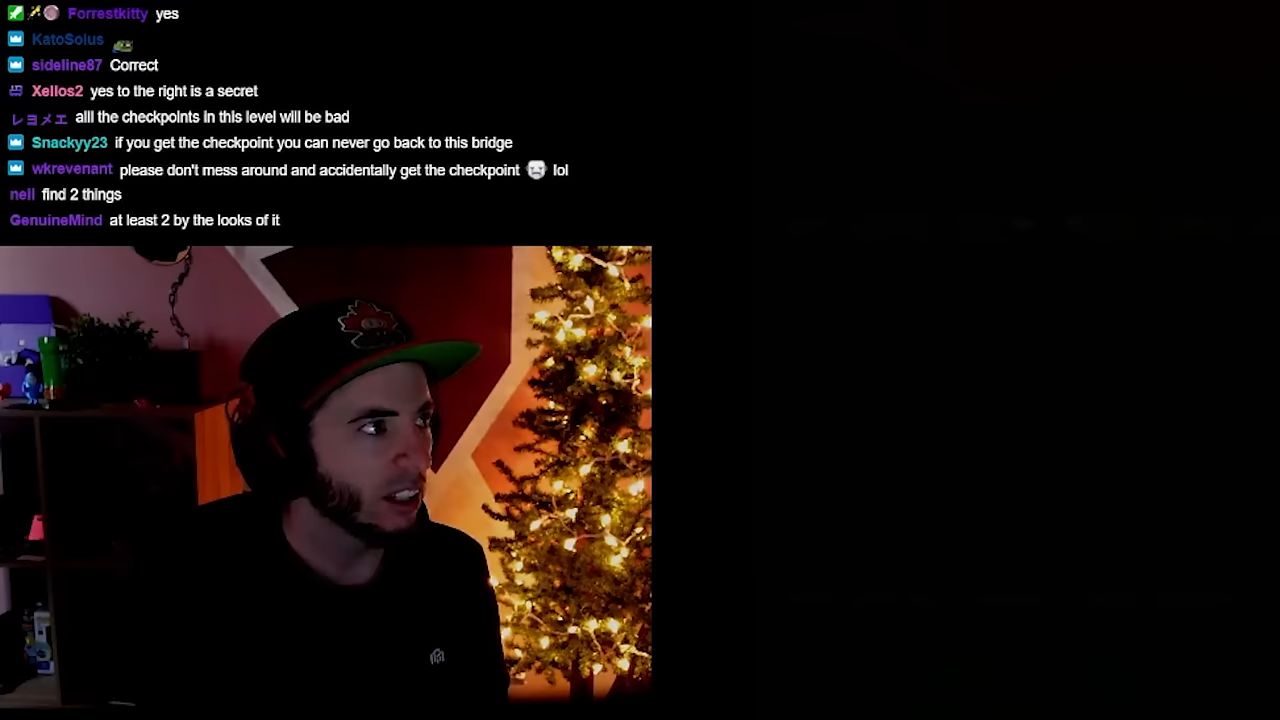 Forrestkitty yes
KatoSolus
sideline87 Correct
Xellos2 yes to the right is a secret
レヨメエ alll the checkpoints in this level will be bad
Snackyy23 if you get the checkpoint you can never go back to this bridge
wkrevenant please don't mess around and accidentally get the checkpoint lol
nell find 2 things
GenuineMind at least 2 by the looks of it